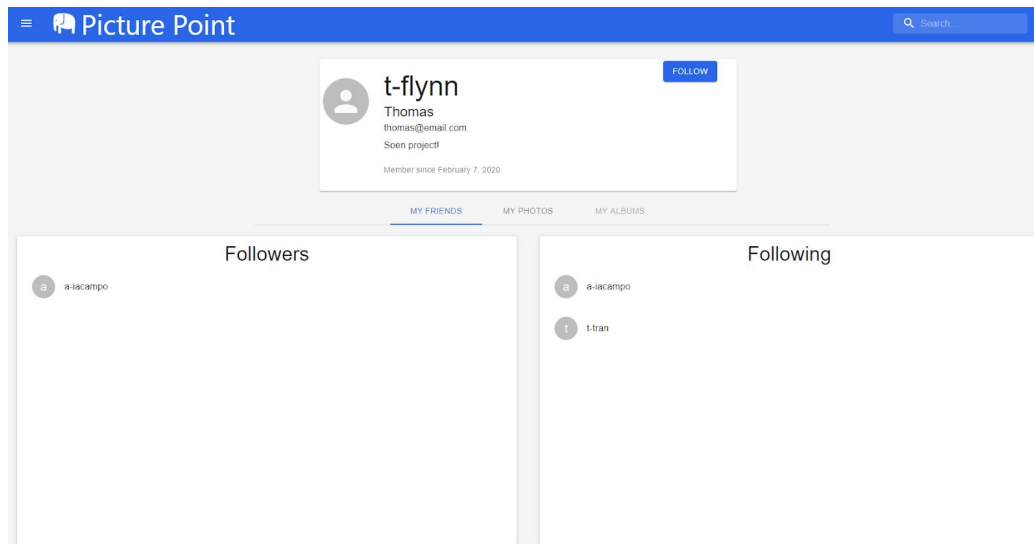 Picture Point
Search...
FOLLOW
t-flynn
Thomas
thomas@email.com
Soen project!
Member since February 7, 2020
MY FRIENDS MY PHOTOS MY ALBUMS
Followers
a a-iacampo
Following
a a-iacampo
t t-tran